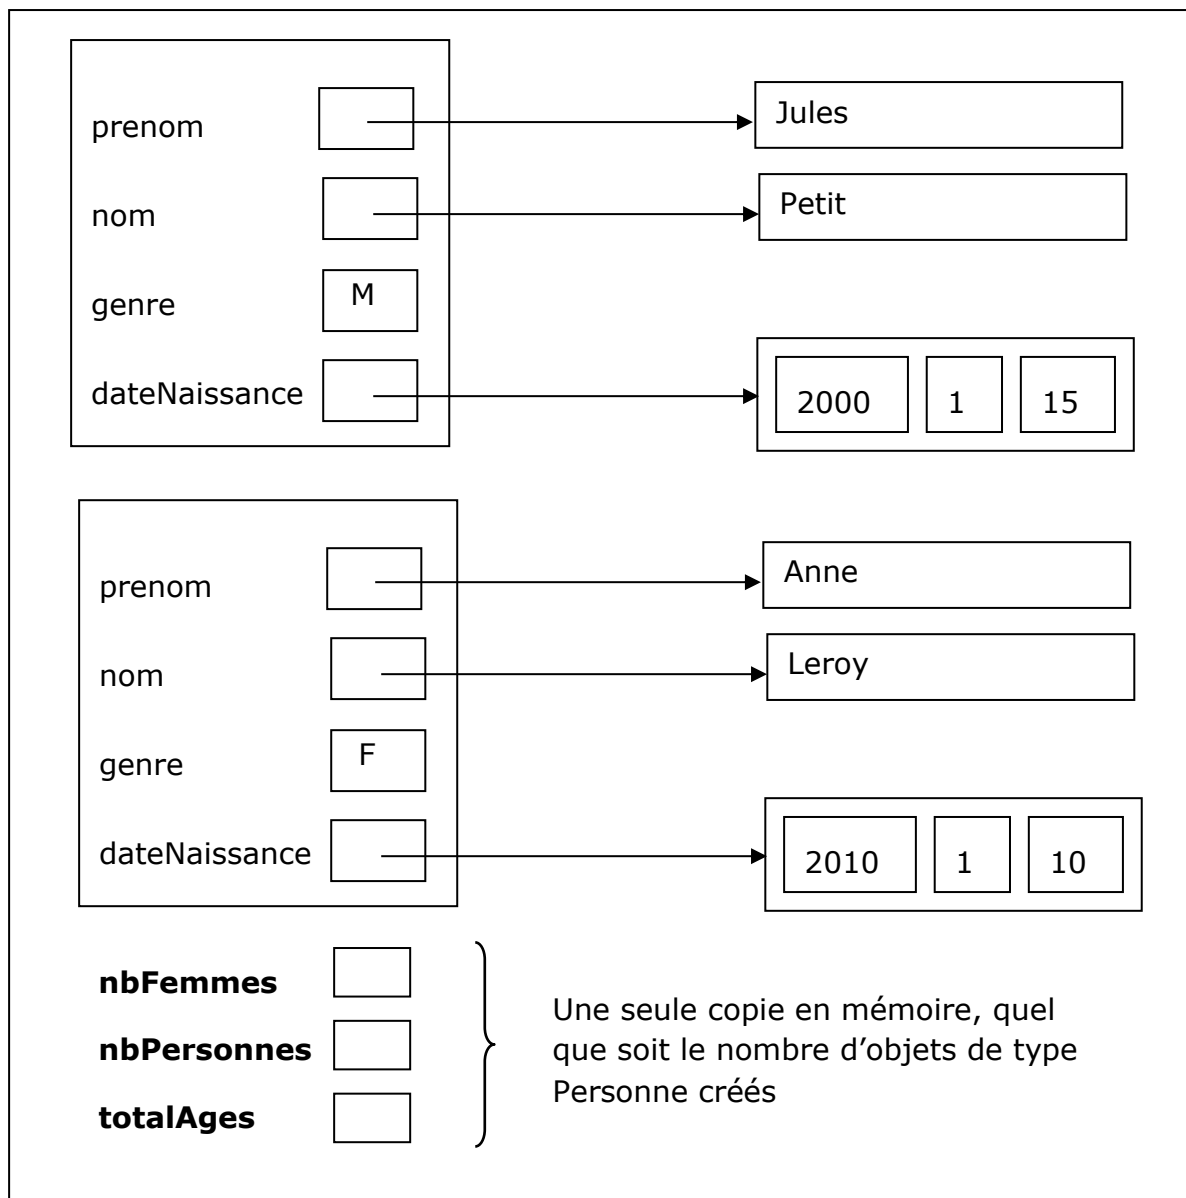 prenom Jules
nom Petit
genre M
dateNaissance 2000 1 15
prenom Anne
nom Leroy
genre F
dateNaissance 2010 1 10
nbFemmes
nbPersonnes
totalAges
Une seule copie en mémoire, quel
que soit le nombre d’objets de type
Personne créés